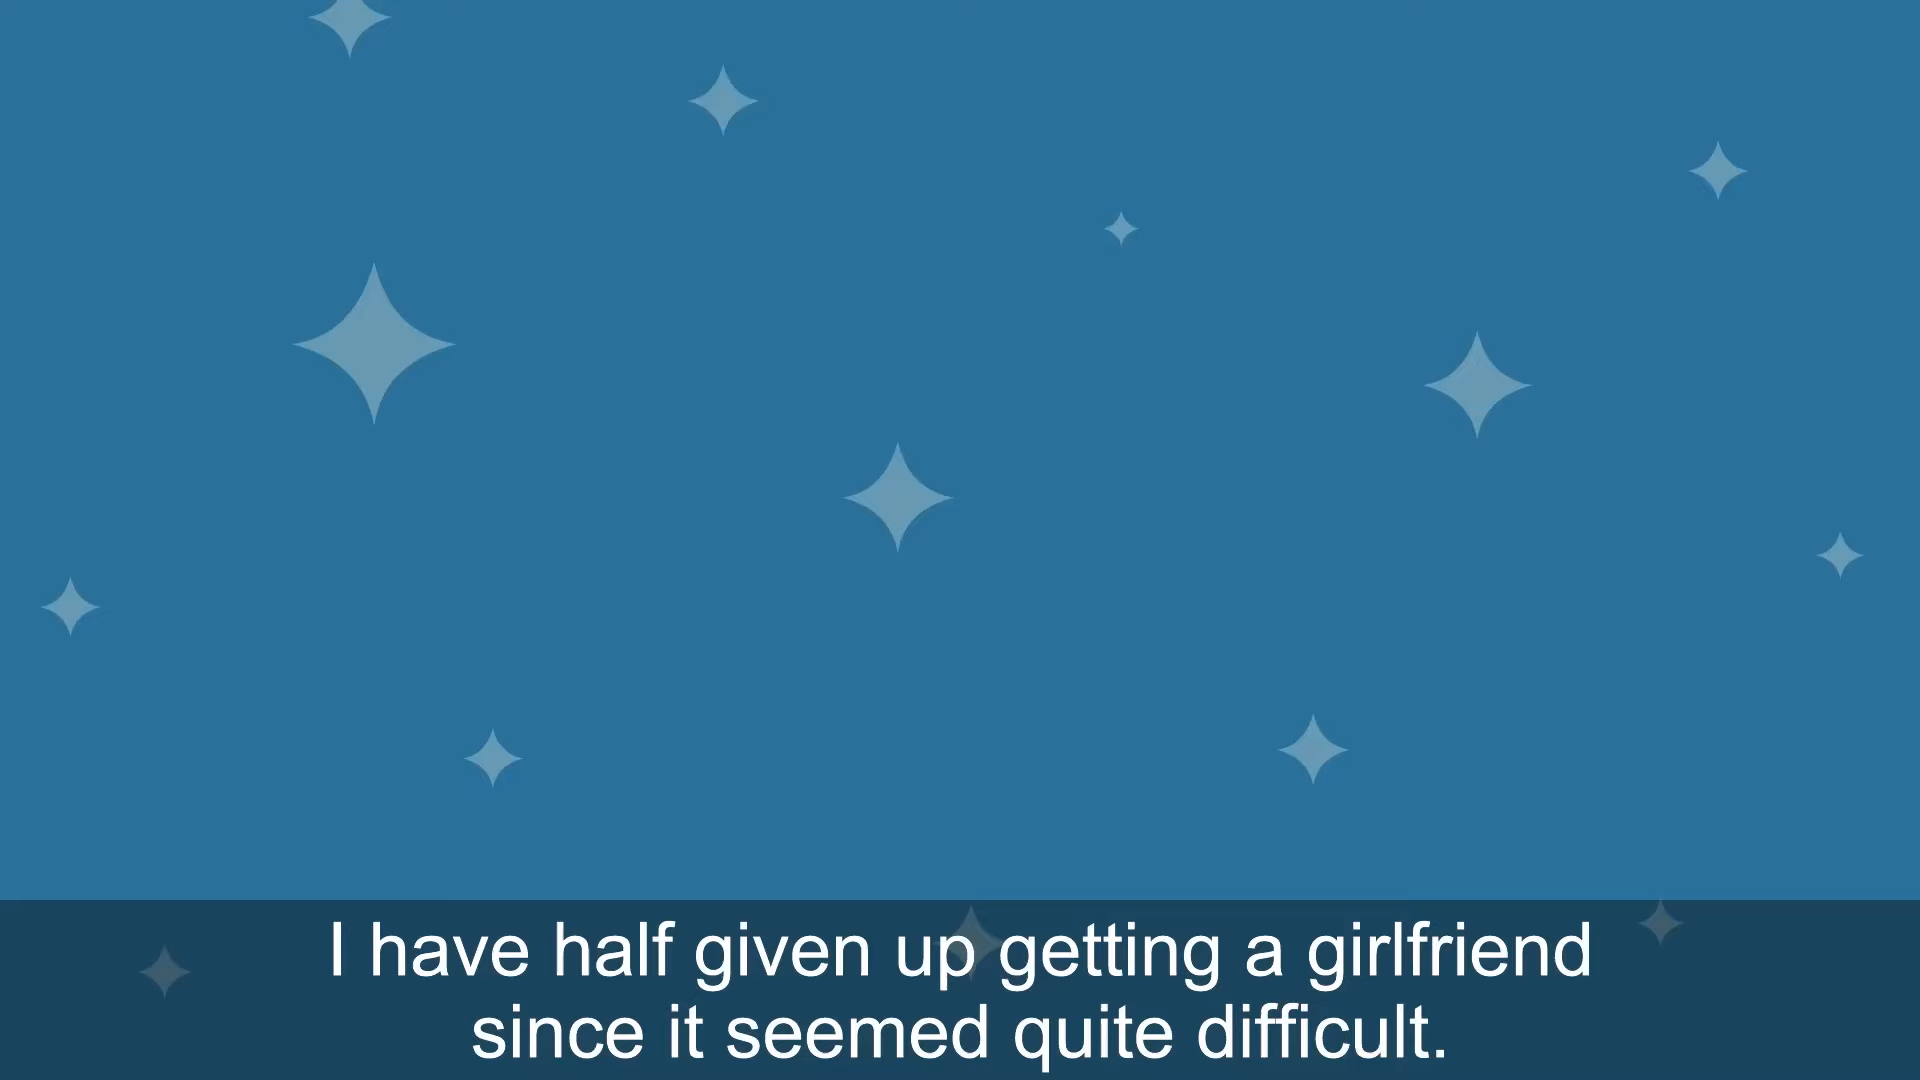 I have half given up getting a girlfriend
since it seemed quite difficult.